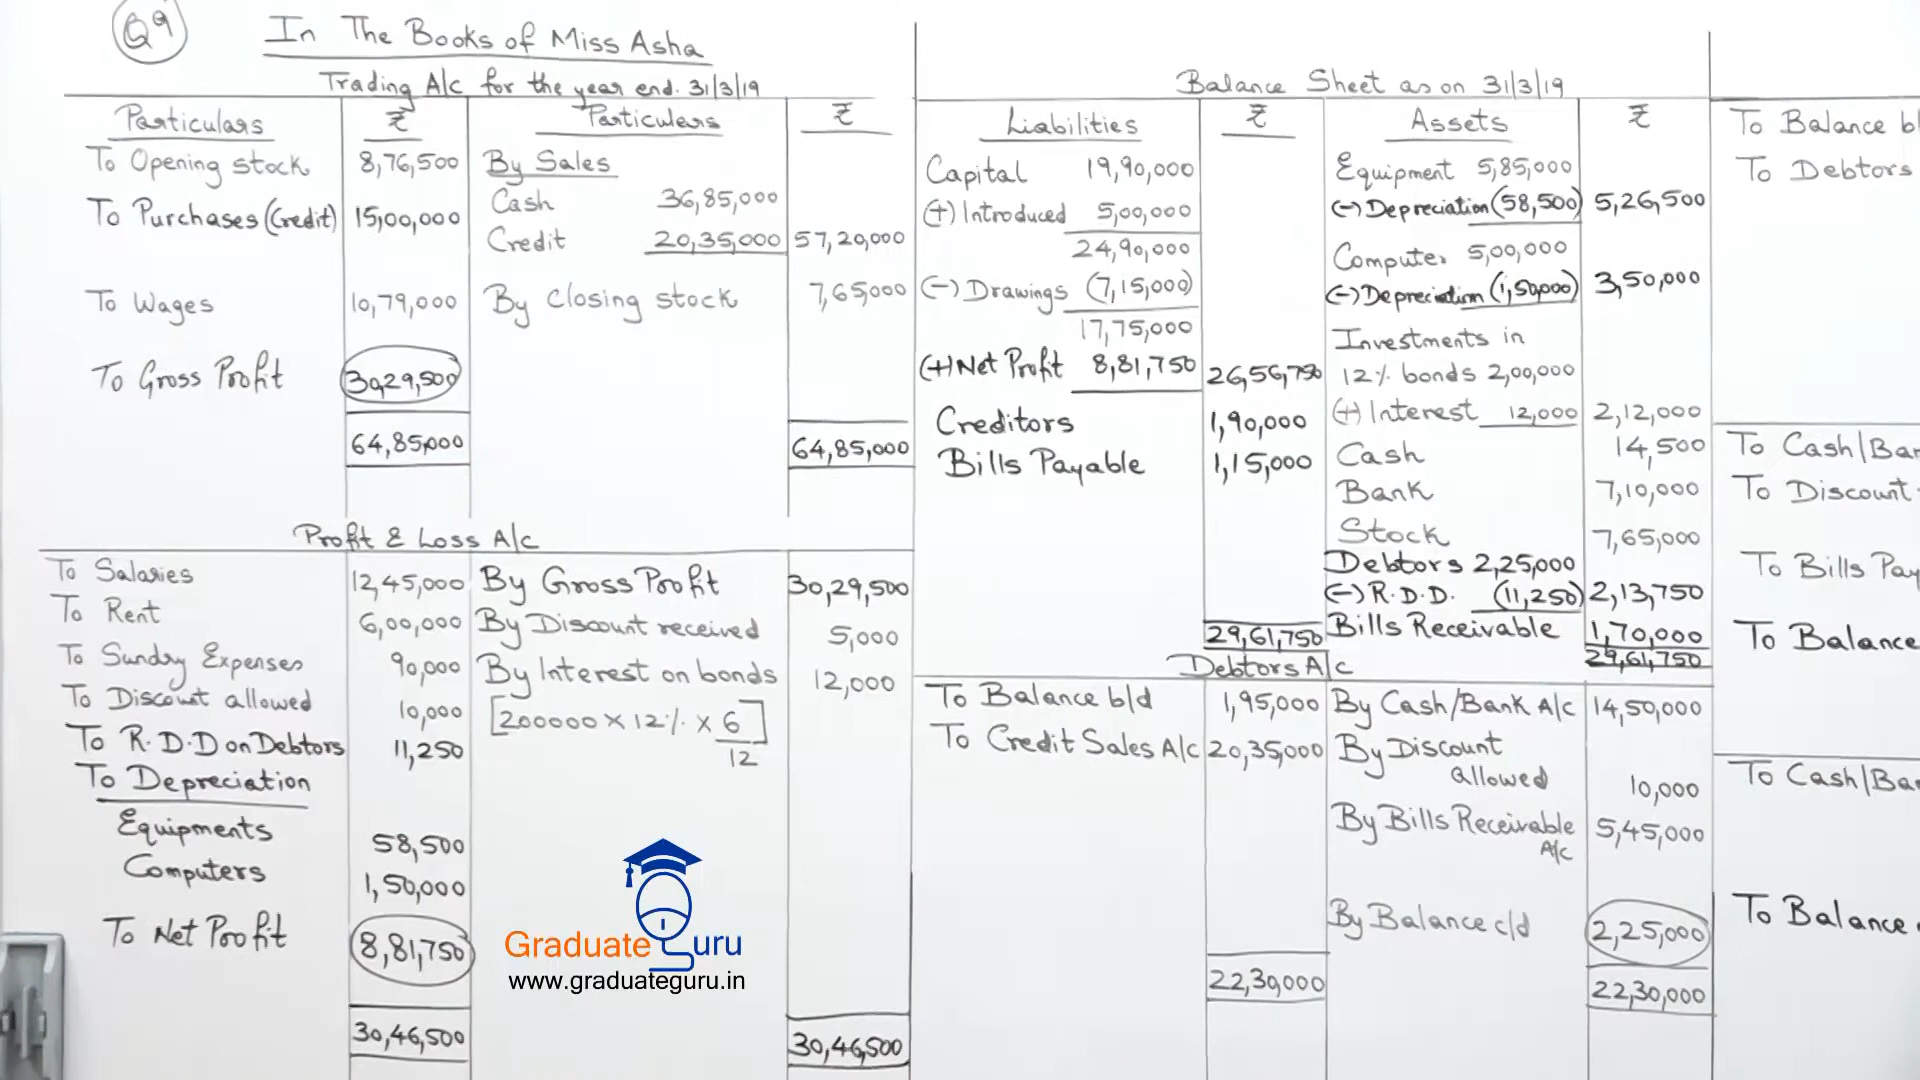 Q9
In The Books of Miss Asha
Trading A/c for the year end. 31/3/19
Particulars ₹ Particulars ₹
To Opening stock 8,76,500 By Sales
Cash 36,85,000
To Purchases (Credit) 15,00,000
Credit 20,35,000 57,20,000
To Wages 10,79,000 By Closing stock 7,65,000
To Gross Profit 30,29,500
64,85,000 64,85,000
Profit & Loss A/c
To Salaries 12,45,000 By Gross Profit 30,29,500
To Rent 6,00,000 By Discount received 5,000
To Sundry Expenses 90,000 By Interest on bonds 12,000
To Discount allowed 10,000 [200000 × 12% × 6/12]
To R.D.D on Debtors 11,250
To Depreciation
Equipments 58,500
Computers 1,50,000
To Net Profit 8,81,750
30,46,500 30,46,500
Balance Sheet as on 31/3/19
Liabilities ₹ Assets ₹
Capital 19,90,000 Equipment 5,85,000
(+) Introduced 5,00,000 (-) Depreciation (58,500) 5,26,500
24,90,000 Computer 5,00,000
(-) Drawings (7,15,000) (-) Depreciation (1,50,000) 3,50,000
17,75,000 Investments in
(+) Net Profit 8,81,750 26,56,750 12% bonds 2,00,000
Creditors 1,90,000 (+) Interest 12,000 2,12,000
Bills Payable 1,15,000 Cash 14,500
Bank 7,10,000
Stock 7,65,000
Debtors 2,25,000
(-) R.D.D. (11,250) 2,13,750
29,61,750 Bills Receivable 1,70,000
29,61,750
Debtors A/c
To Balance b/d 1,95,000 By Cash/Bank A/c 14,50,000
To Credit Sales A/c 20,35,000 By Discount
allowed 10,000
By Bills Receivable 5,45,000
A/c
By Balance c/d 2,25,000
22,30,000 22,30,000
To Balance b/
To Debtors
To Cash/Ban
To Discount
To Bills Pay
To Balance
To Cash/Ba
To Balance
Graduate Guru
www.graduateguru.in